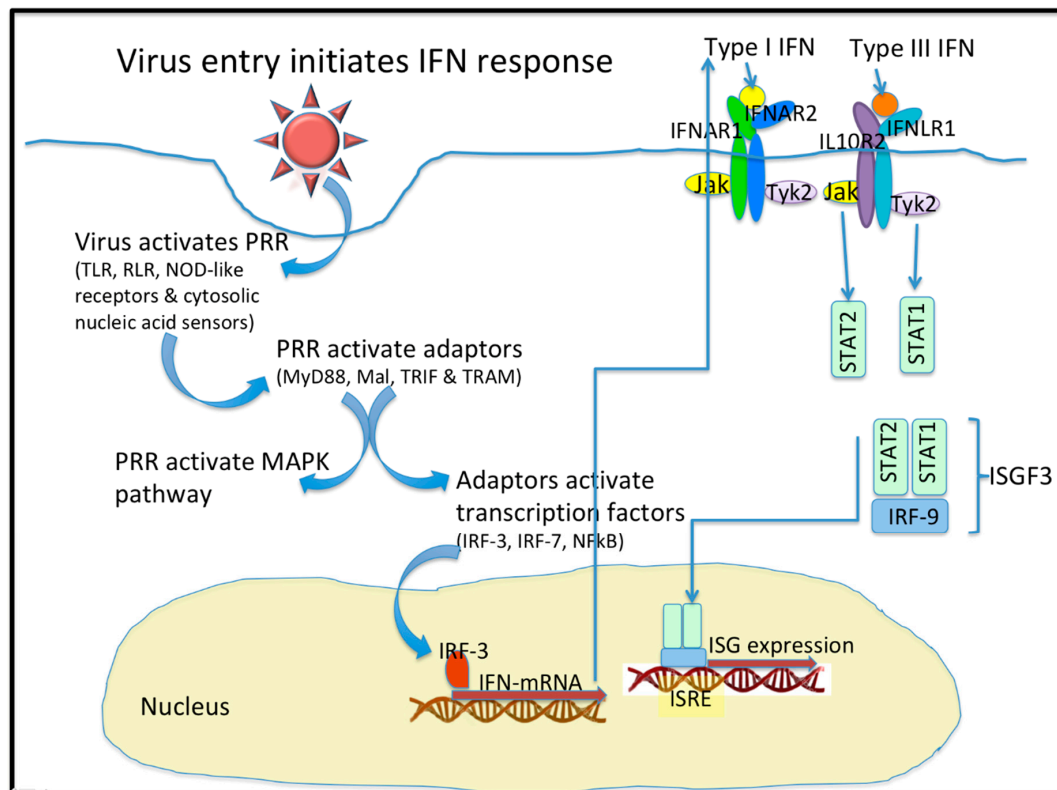 Virus entry initiates IFN response
Type I IFN
Type III IFN
IFNAR2
IFNAR1
IFNLR1
IL10R2
Jak
Tyk2
Jak
Tyk2
Virus activates PRR
(TLR, RLR, NOD-like
receptors & cytosolic
nucleic acid sensors)
STAT2
STAT1
PRR activate adaptors
(MyD88, Mal, TRIF & TRAM)
PRR activate MAPK
pathway
Adaptors activate
transcription factors
(IRF-3, IRF-7, NFkB)
STAT2
STAT1
IRF-9
ISGF3
IRF-3
IFN-mRNA
ISG expression
ISRE
Nucleus